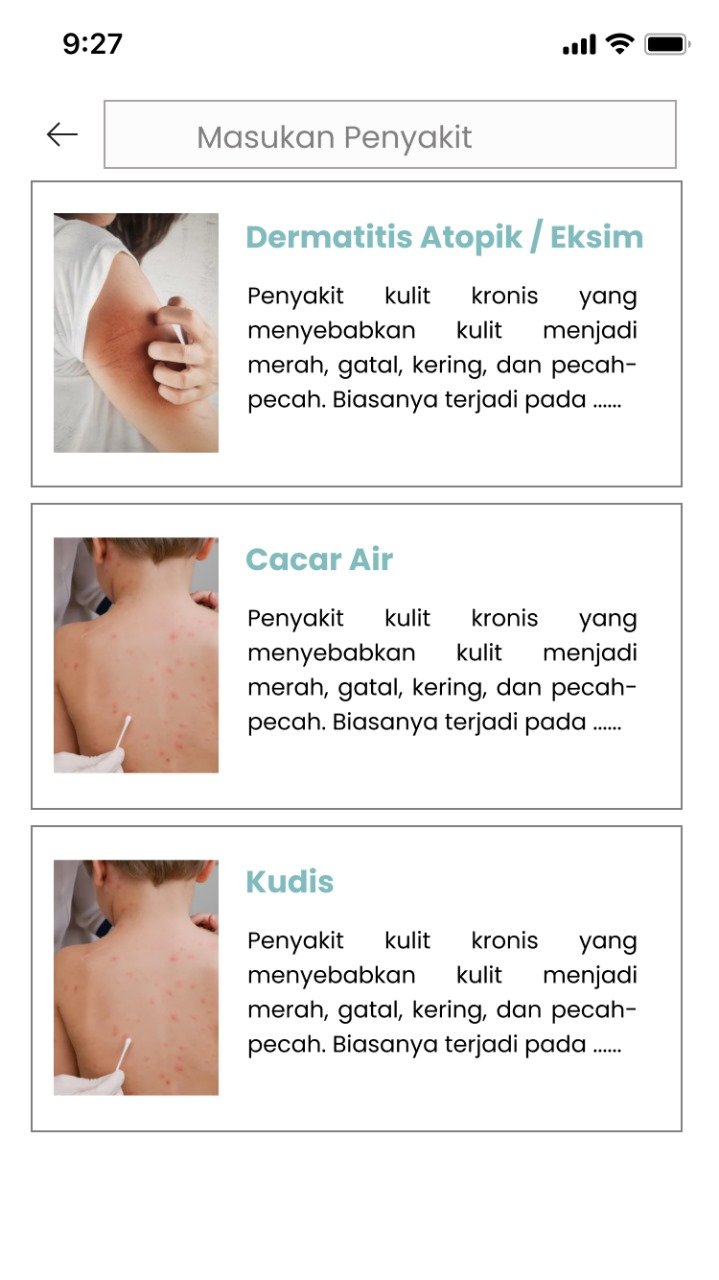 9:27
Masukan Penyakit
Dermatitis Atopik / Eksim
Penyakit kulit kronis yang
menyebabkan kulit menjadi
merah, gatal, kering, dan pecah-
pecah. Biasanya terjadi pada ......
Cacar Air
Penyakit kulit kronis yang
menyebabkan kulit menjadi
merah, gatal, kering, dan pecah-
pecah. Biasanya terjadi pada ......
Kudis
Penyakit kulit kronis yang
menyebabkan kulit menjadi
merah, gatal, kering, dan pecah-
pecah. Biasanya terjadi pada ......